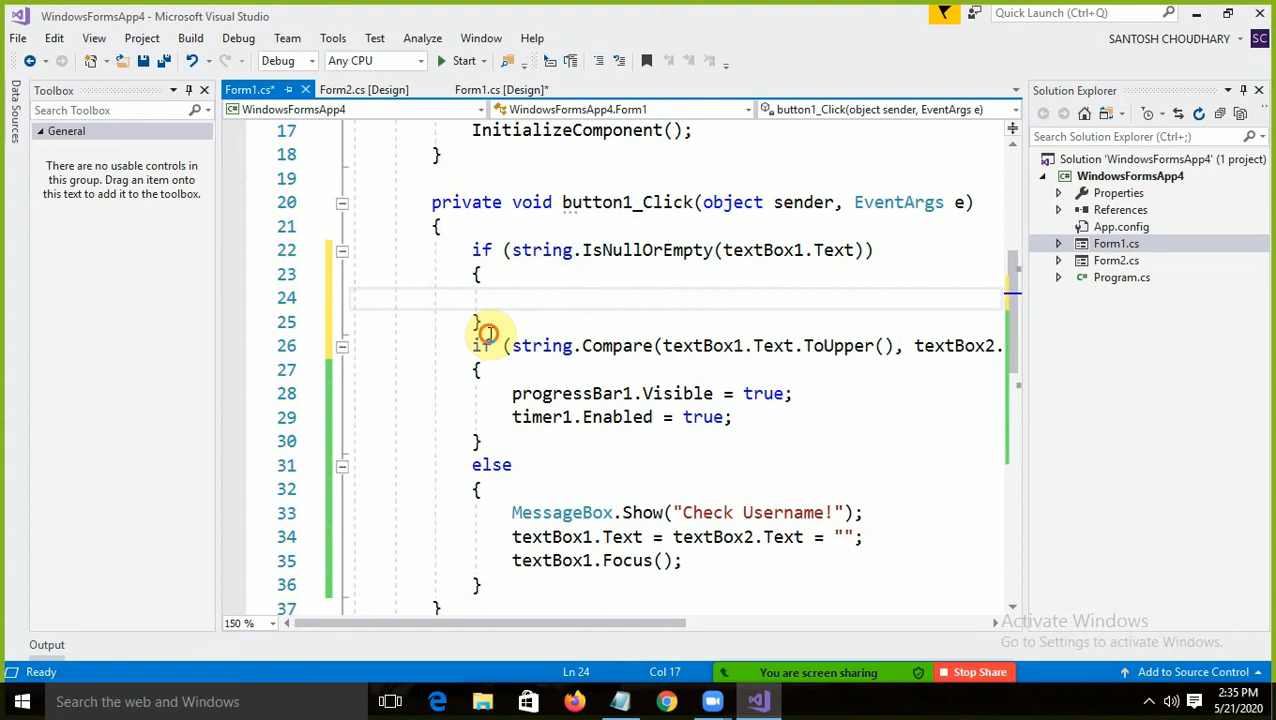 WindowsFormsApp4 - Microsoft Visual Studio
Quick Launch (Ctrl+Q)
File Edit View Project Build Debug Team Tools Test Analyze Window Help
SANTOSH CHOUDHARY SC
Debug Any CPU Start
Data Sources
Toolbox
Search Toolbox
General
There are no usable controls in
this group. Drag an item onto
this text to add it to the toolbox.
Form1.cs* Form2.cs [Design] Form1.cs [Design]*
WindowsFormsApp4 WindowsFormsApp4.Form1 button1_Click(object sender, EventArgs e)
17 InitializeComponent();
18 }
19
20 private void button1_Click(object sender, EventArgs e)
21 {
22 if (string.IsNullOrEmpty(textBox1.Text))
23 {
24
25 }
26 if (string.Compare(textBox1.Text.ToUpper(), textBox2.
27 {
28 progressBar1.Visible = true;
29 timer1.Enabled = true;
30 }
31 else
32 {
33 MessageBox.Show("Check Username!");
34 textBox1.Text = textBox2.Text = "";
35 textBox1.Focus();
36 }
37 }
150 %
Solution Explorer
Search Solution Explorer (Ctrl+;)
Solution 'WindowsFormsApp4' (1 project)
WindowsFormsApp4
Properties
References
App.config
Form1.cs
Form2.cs
Program.cs
Activate Windows
Go to Settings to activate Windows.
Output
Ready Ln 24 Col 17 You are screen sharing Stop Share Add to Source Control
Search the web and Windows
2:35 PM
5/21/2020